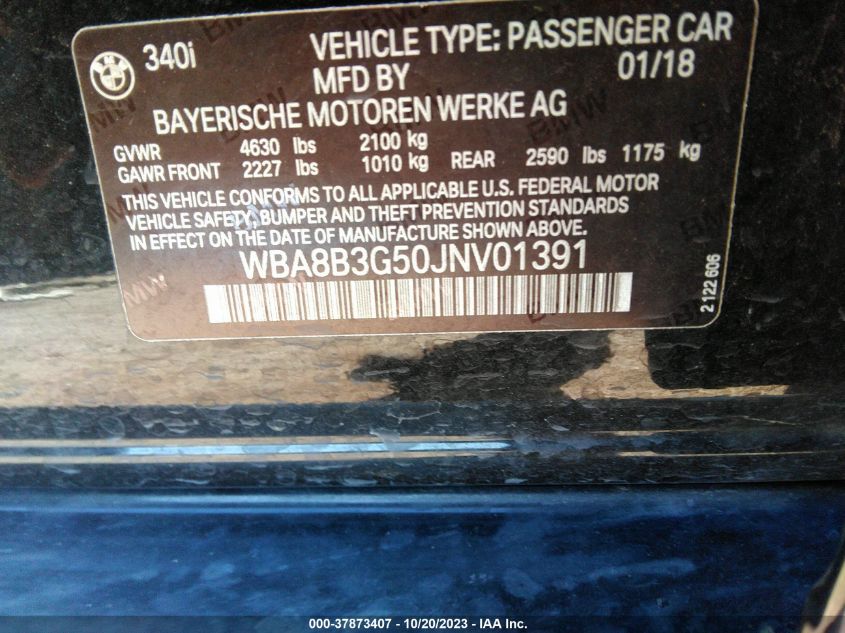 340i VEHICLE TYPE: PASSENGER CAR
MFD BY 01/18
BAYERISCHE MOTOREN WERKE AG
GVWR 4630 lbs 2100 kg
GAWR FRONT 2227 lbs 1010 kg REAR 2590 lbs 1175 kg
THIS VEHICLE CONFORMS TO ALL APPLICABLE U.S. FEDERAL MOTOR
VEHICLE SAFETY, BUMPER AND THEFT PREVENTION STANDARDS
IN EFFECT ON THE DATE OF MANUFACTURE SHOWN ABOVE.
WBA8B3G50JNV01391
2 122 606
000-37873407 - 10/20/2023 - IAA Inc.